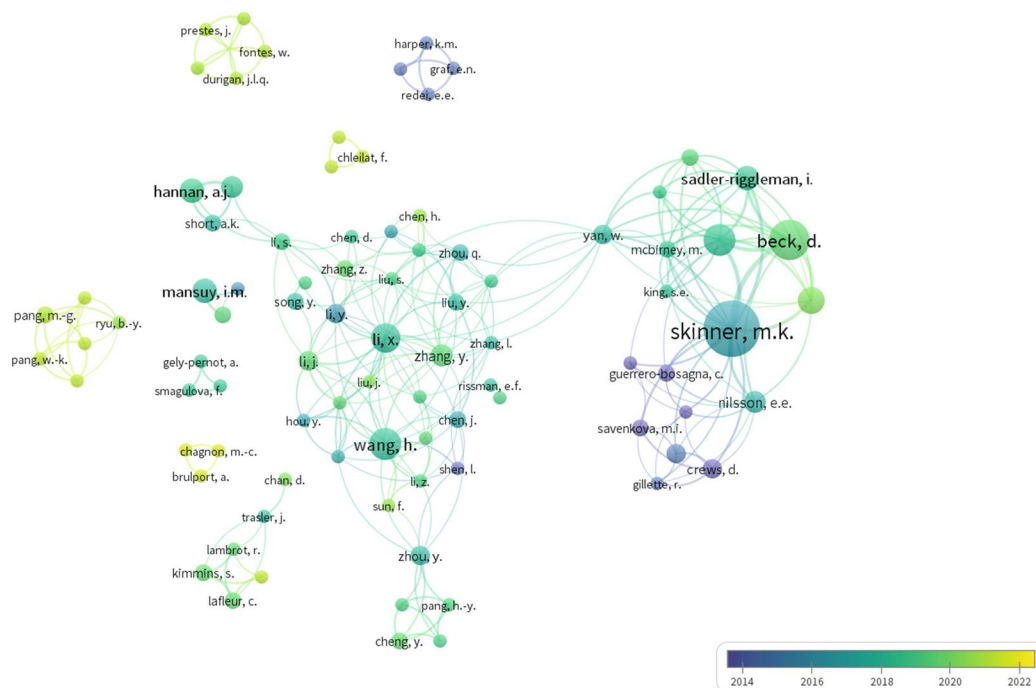 prestes, j.
fontes, w.
durigan, j.l.q.
harper, k.m.
graf, e.n.
redei, e.e.
chleilat, f.
hannan, a.j.
short, a.k.
sadler-riggleman, i.
chen, h.
li, s.
chen, d.
yan, w.
beck, d.
zhou, q.
mcbirney, m.
zhang, z.
liu, s.
mansuy, i.m.
king, s.e.
song, y.
liu, y.
li, y.
pang, m.-g.
ryu, b.-y.
skinner, m.k.
li, x.
zhang, l.
pang, w.-k.
gely-pernot, a.
li, j.
zhang, y.
guerrero-bosagna, c.
liu, j.
rissman, e.f.
smagulova, f.
nilsson, e.e.
hou, y.
chen, j.
savenkova, m.i.
wang, h.
chagnon, m.-c.
shen, l.
crews, d.
brulport, a.
chan, d.
li, z.
gillette, r.
sun, f.
trasler, j.
lambrot, r.
zhou, y.
kimmins, s.
lafleur, c.
pang, h.-y.
cheng, y.
2014 2016 2018 2020 2022